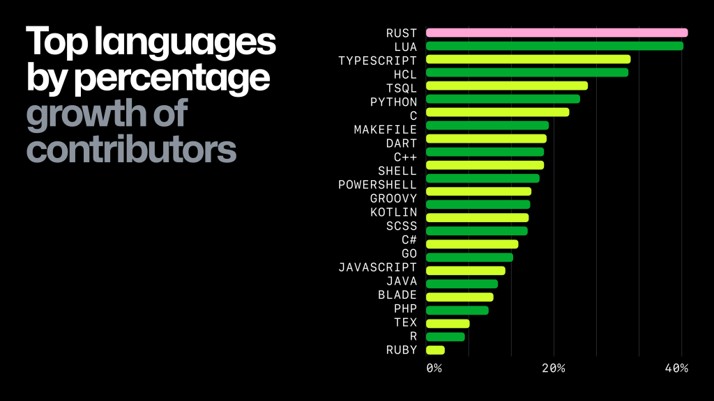 Top languages
by percentage
growth of
contributors
RUST
LUA
TYPESCRIPT
HCL
TSQL
PYTHON
C
MAKEFILE
DART
C++
SHELL
POWERSHELL
GROOVY
KOTLIN
SCSS
C#
GO
JAVASCRIPT
JAVA
BLADE
PHP
TEX
R
RUBY
0% 20% 40%